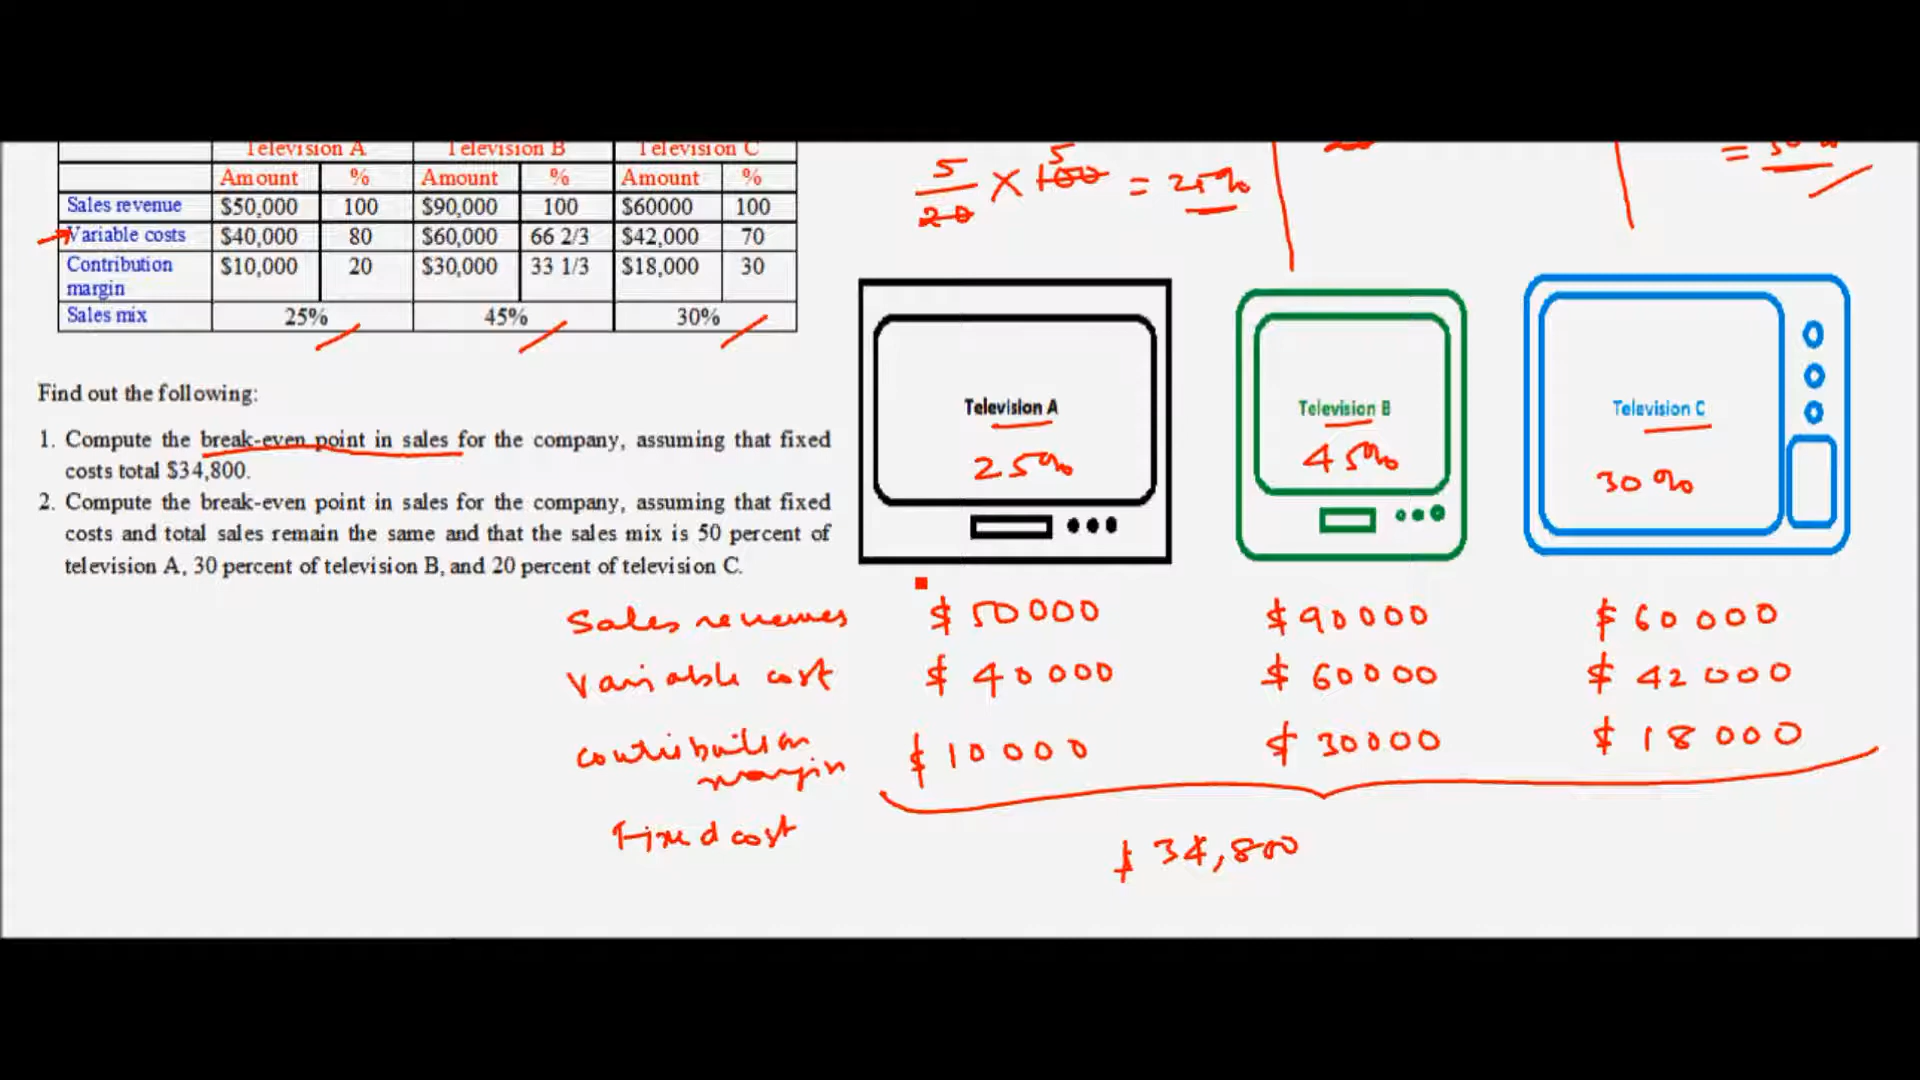 Television A Television B Television C
Amount % Amount % Amount %
Sales revenue $50,000 100 $90,000 100 $60000 100
Variable costs $40,000 80 $60,000 66 2/3 $42,000 70
Contribution margin $10,000 20 $30,000 33 1/3 $18,000 30
Sales mix 25% 45% 30%
Find out the following:
1. Compute the break-even point in sales for the company, assuming that fixed
costs total $34,800.
2. Compute the break-even point in sales for the company, assuming that fixed
costs and total sales remain the same and that the sales mix is 50 percent of
television A, 30 percent of television B, and 20 percent of television C.
5/20 × 100 5 = 25%
Television A
25%
Television B
45%
Television C
30%
Sales revenues $50000 $90000 $60000
Variable cost $40000 $60000 $42000
contribution margin $10000 $30000 $18000
Fixed cost $34,800